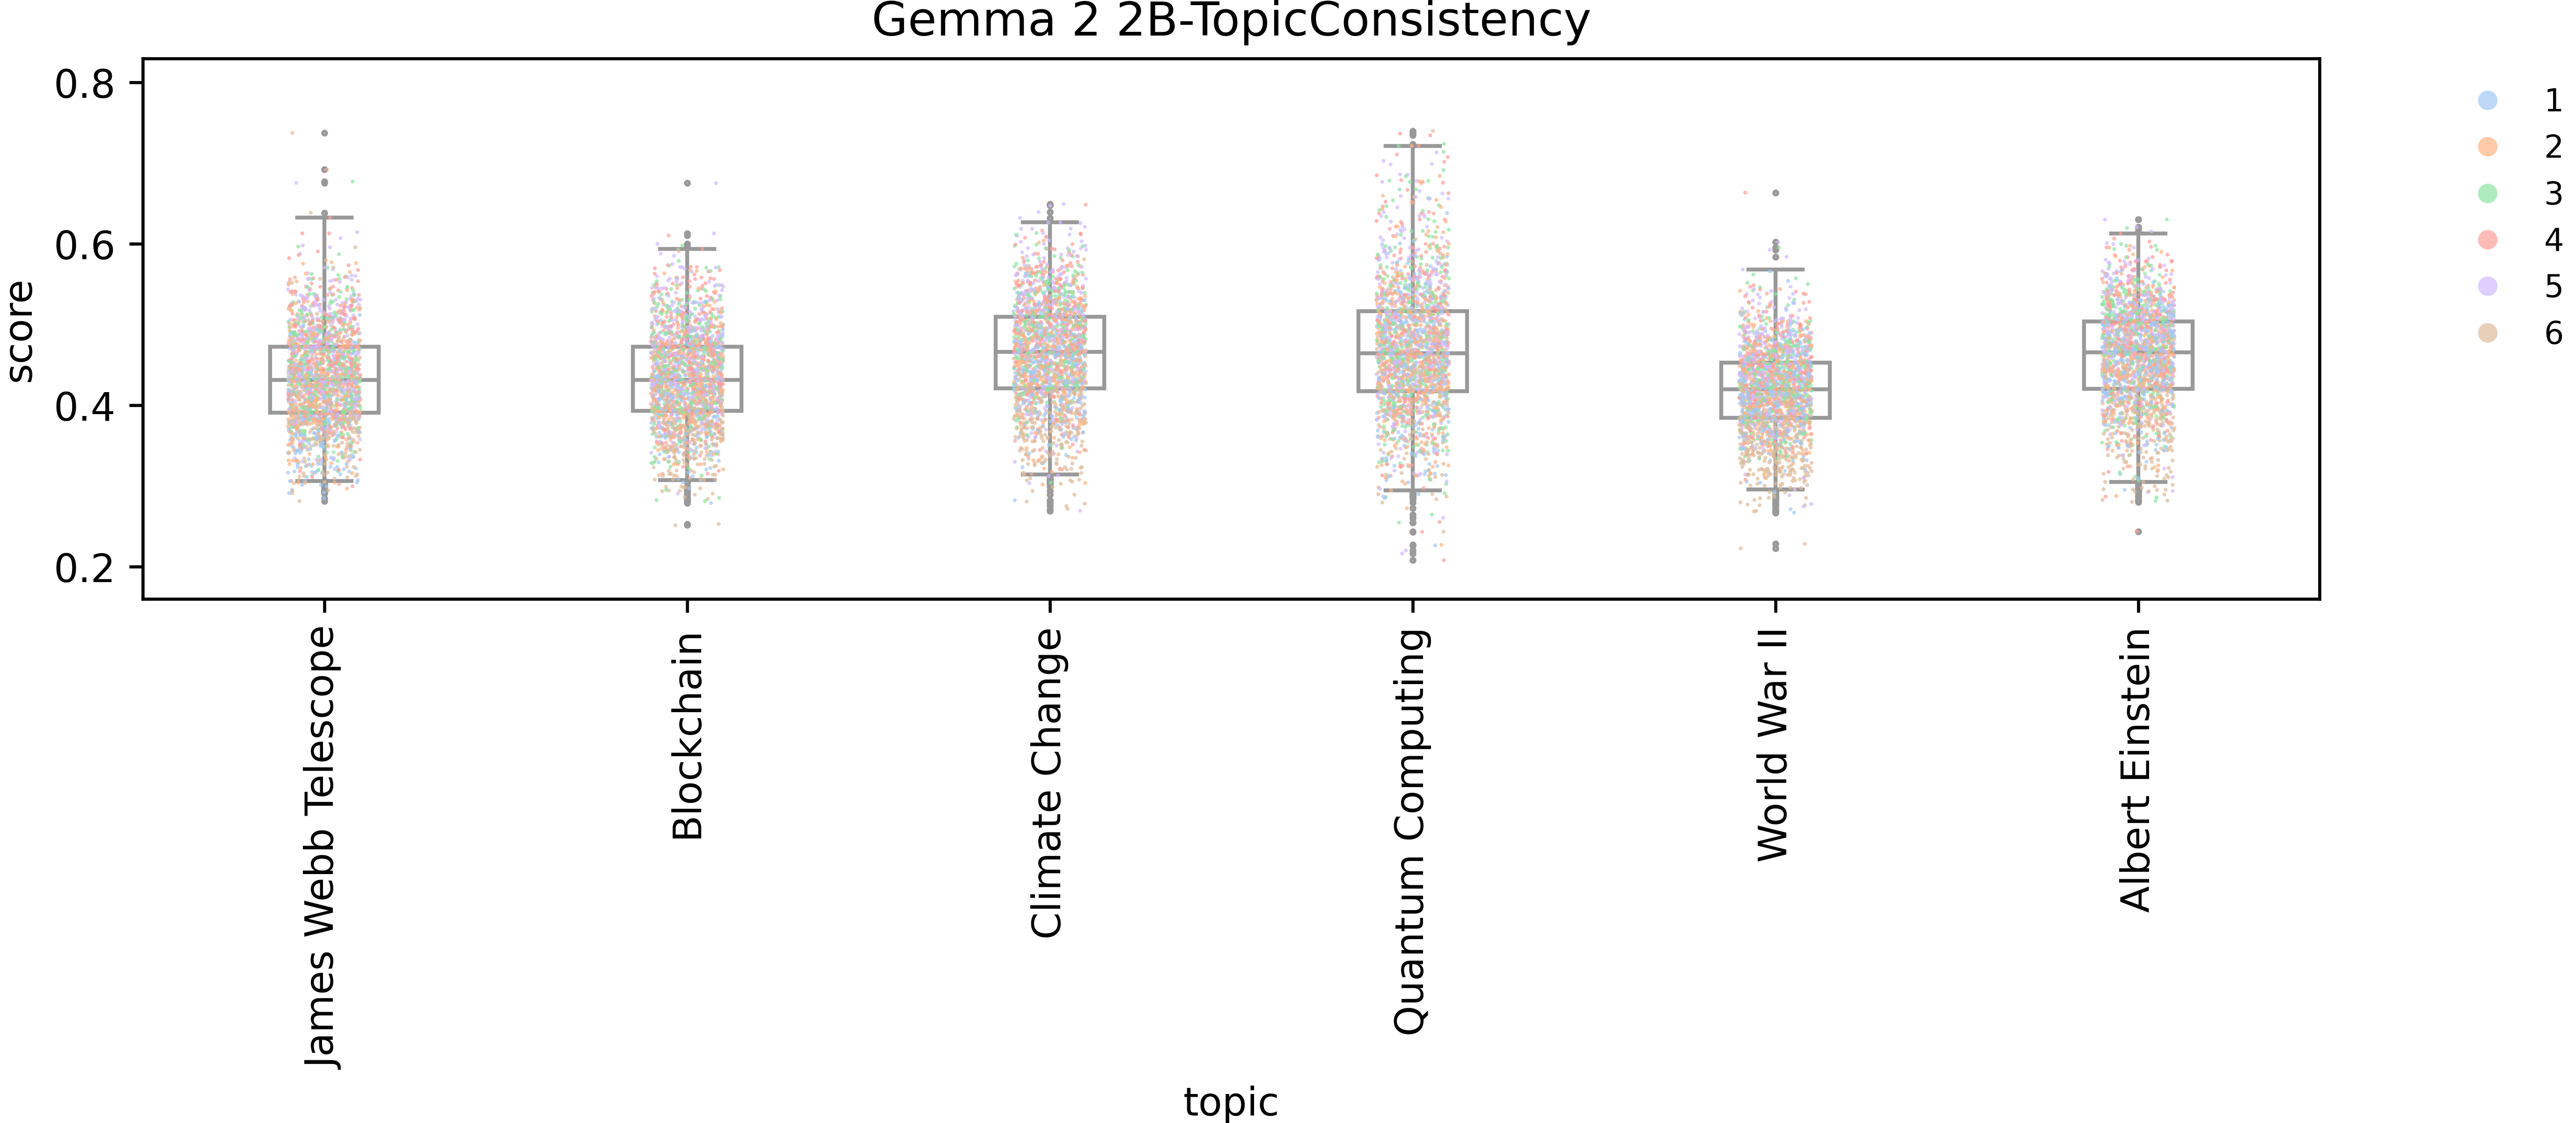 Gemma 2 2B-TopicConsistency
score
0.8
0.6
0.4
0.2
James Webb Telescope
Blockchain
Climate Change
Quantum Computing
World War II
Albert Einstein
topic
1
2
3
4
5
6